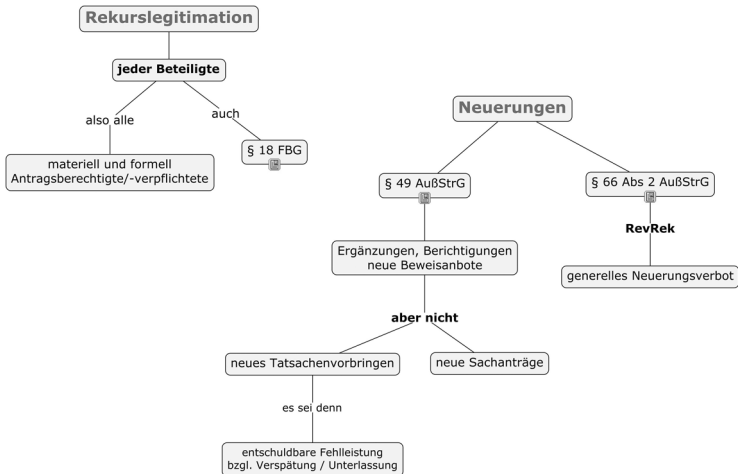 Rekurslegitimation
jeder Beteiligte
also alle
auch
materiell und formell
Antragsberechtigte/-verpflichtete
§ 18 FBG
Neuerungen
§ 49 AußStrG
§ 66 Abs 2 AußStrG
RevRek
Ergänzungen, Berichtigungen
neue Beweisanbote
generelles Neuerungsverbot
aber nicht
neues Tatsachenvorbringen
neue Sachanträge
es sei denn
entschuldbare Fehlleistung
bzgl. Verspätung / Unterlassung